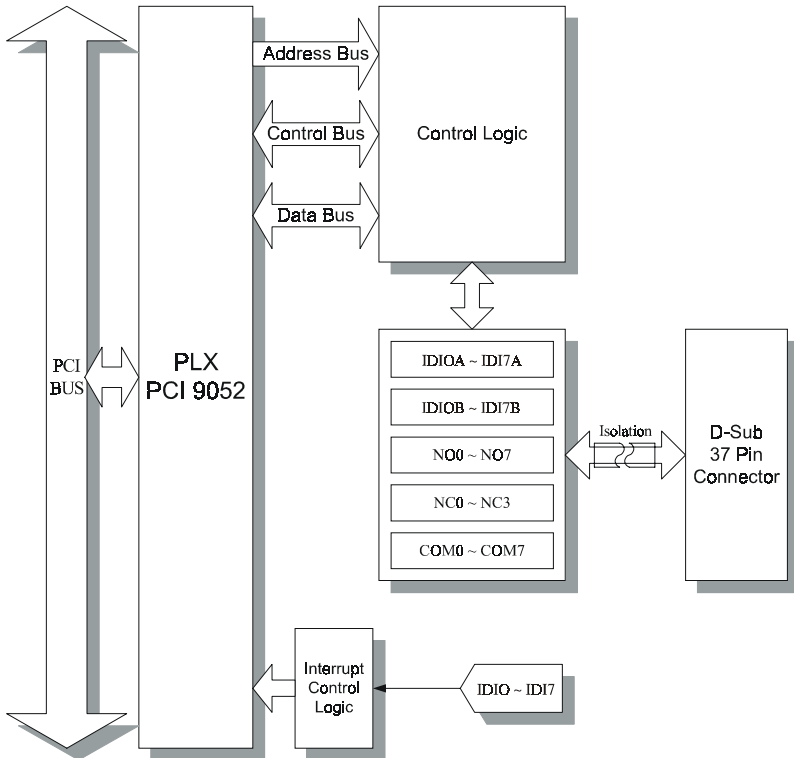 Address Bus
Control Bus
Data Bus
Control Logic
PCI
BUS
PLX
PCI 9052
IDIOA ~ IDI7A
IDIOB ~ IDI7B
NO0 ~ NO7
NC0 ~ NC3
COM0 ~ COM7
Isolation
D-Sub
37 Pin
Connector
Interrupt
Control
Logic
IDIO ~ IDI7